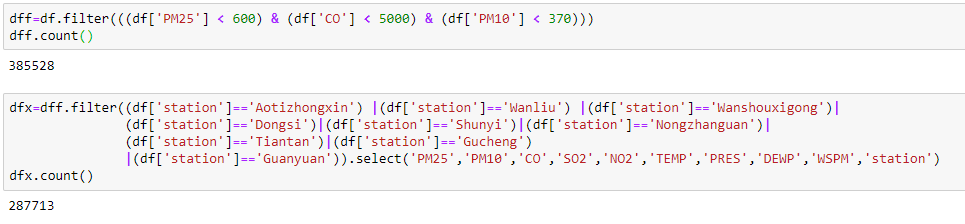 dff=df.filter(((df['PM25'] < 600) & (df['CO'] < 5000) & (df['PM10'] < 370)))
dff.count()
385528
dfx=dff.filter((df['station']=='Aotizhongxin') |(df['station']=='Wanliu') |(df['station']=='Wanshouxigong')|
(df['station']=='Dongsi')|(df['station']=='Shunyi')|(df['station']=='Nongzhanguan')|
(df['station']=='Tiantan')|(df['station']=='Gucheng')
|(df['station']=='Guanyuan')).select('PM25','PM10','CO','SO2','NO2','TEMP','PRES','DEWP','WSPM','station')
dfx.count()
287713